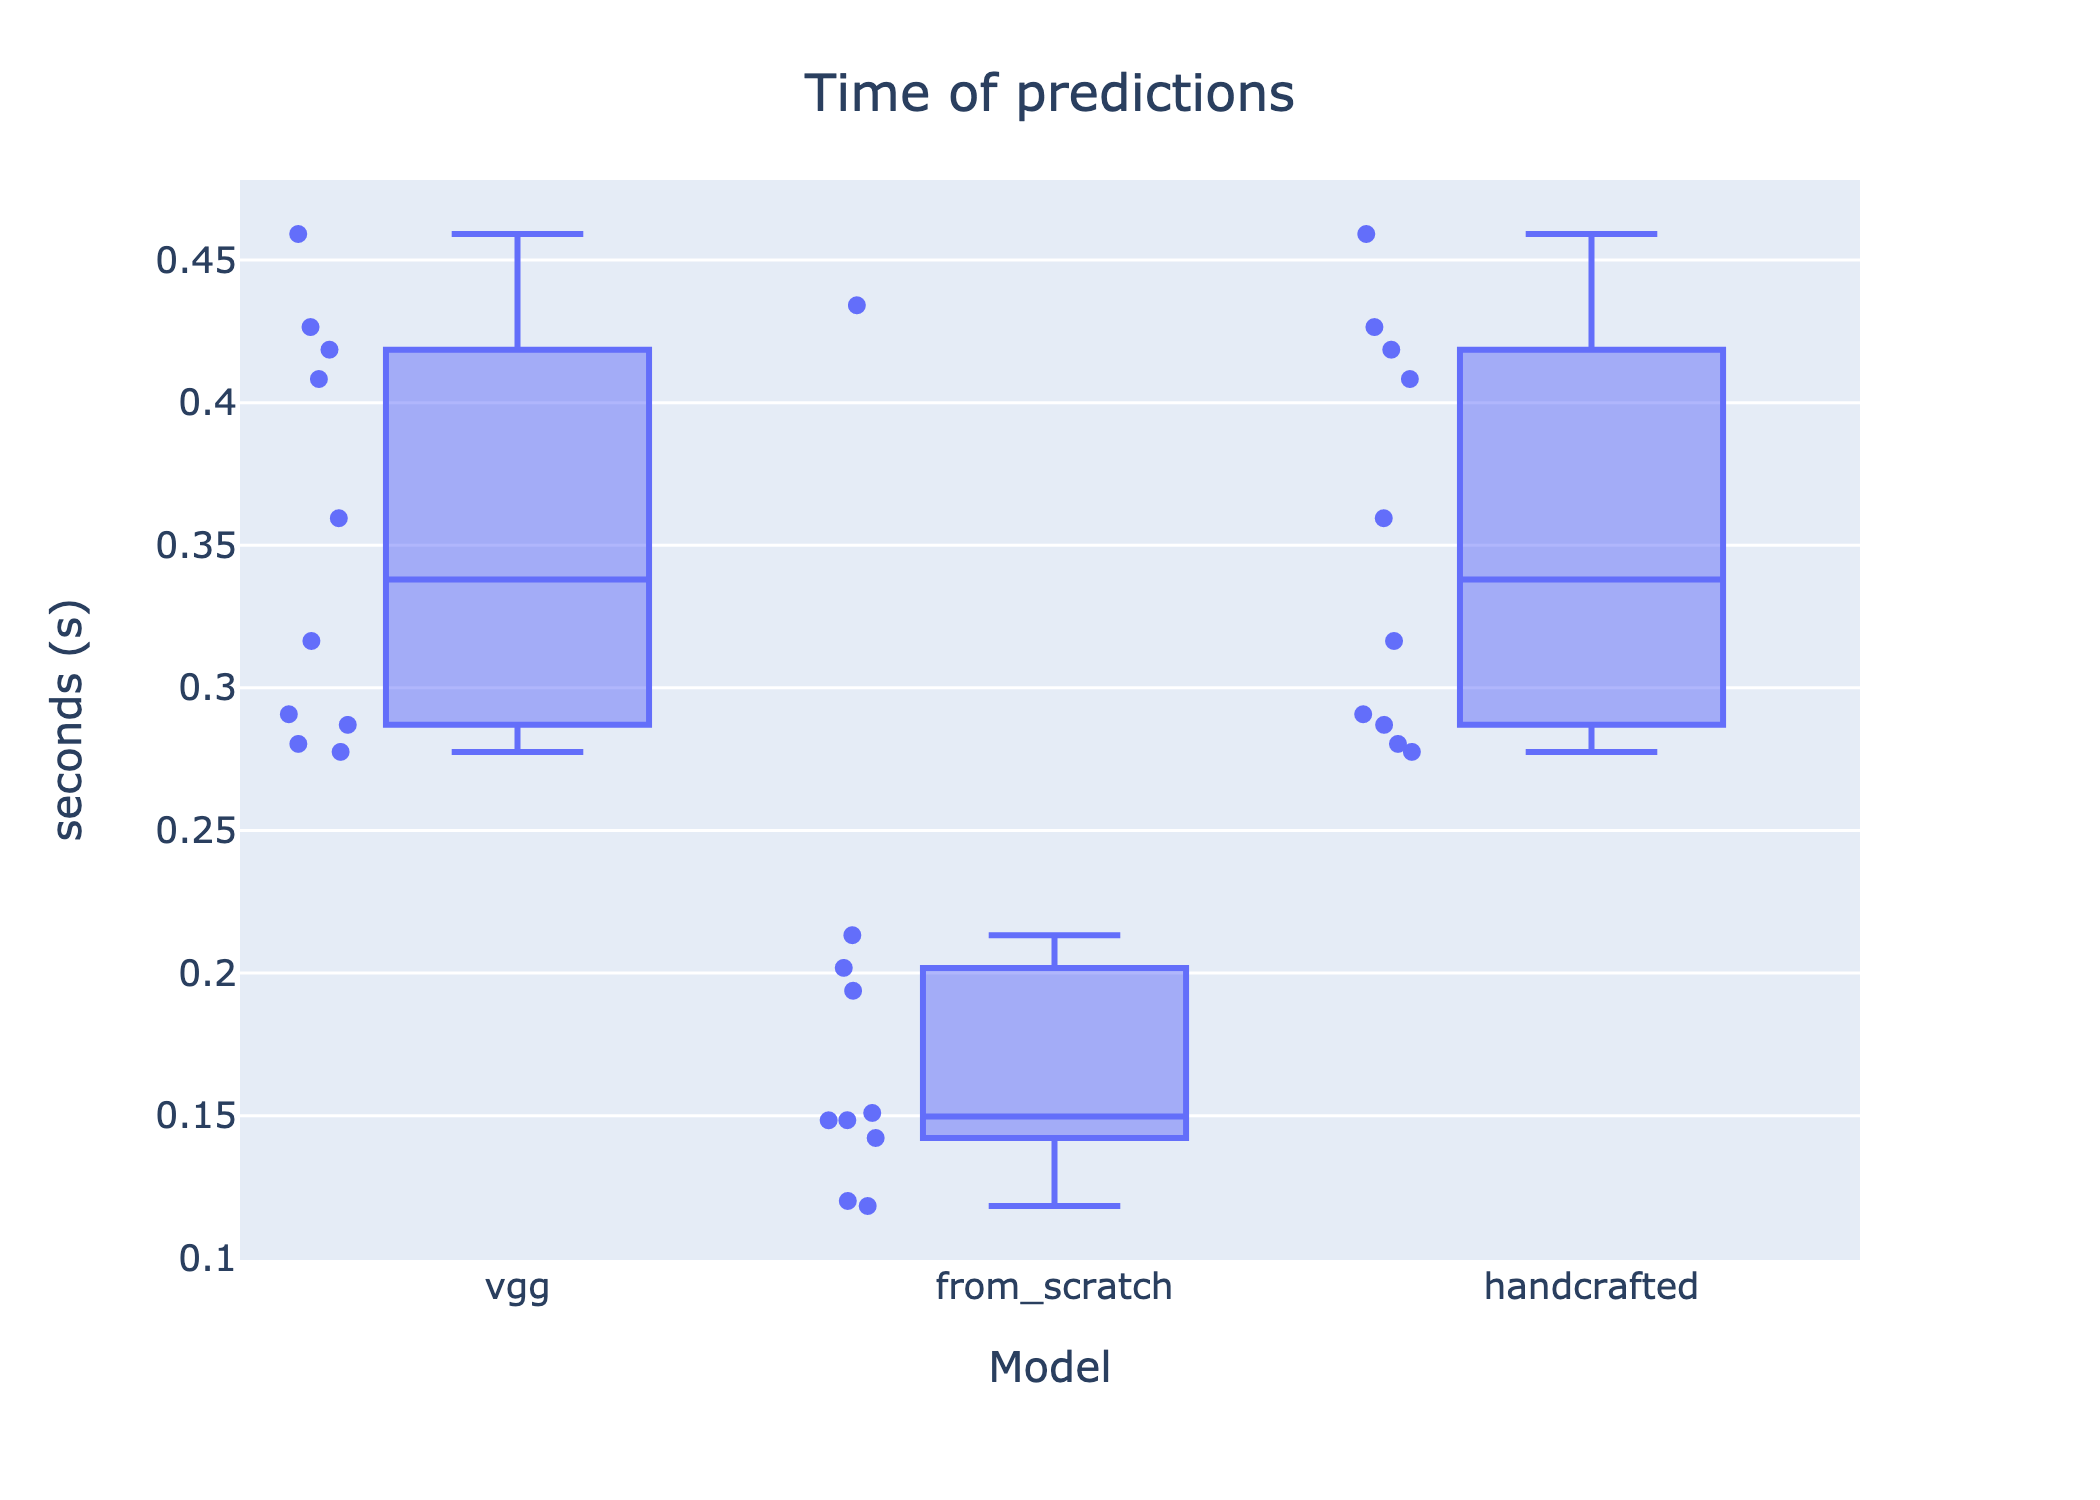 Time of predictions
seconds (s)
0.45
0.4
0.35
0.3
0.25
0.2
0.15
0.1
vgg from_scratch handcrafted
Model